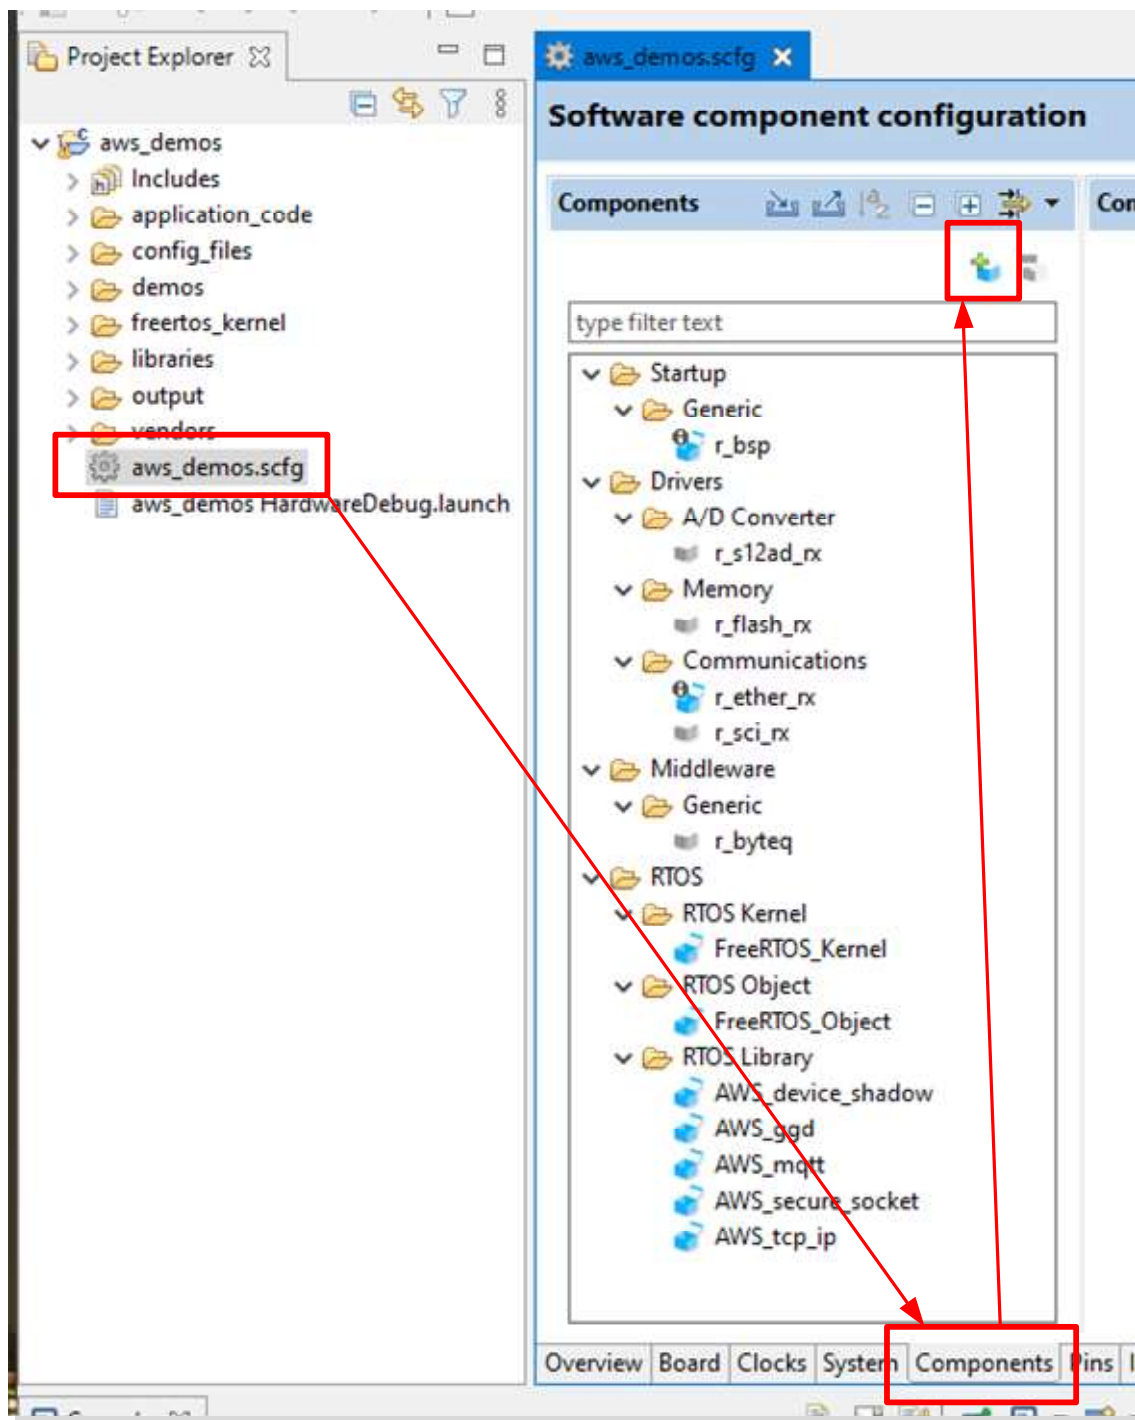 Project Explorer
aws_demos
Includes
application_code
config_files
demos
freertos_kernel
libraries
output
vendors
aws_demos.scfg
aws_demos HardwareDebug.launch
aws_demos.scfg
Software component configuration
Components
type filter text
Startup
Generic
r_bsp
Drivers
A/D Converter
r_s12ad_rx
Memory
r_flash_rx
Communications
r_ether_rx
r_sci_rx
Middleware
Generic
r_byteq
RTOS
RTOS Kernel
FreeRTOS_Kernel
RTOS Object
FreeRTOS_Object
RTOS Library
AWS_device_shadow
AWS_ggd
AWS_mqtt
AWS_secure_socket
AWS_tcp_ip
Overview Board Clocks System Components Pins